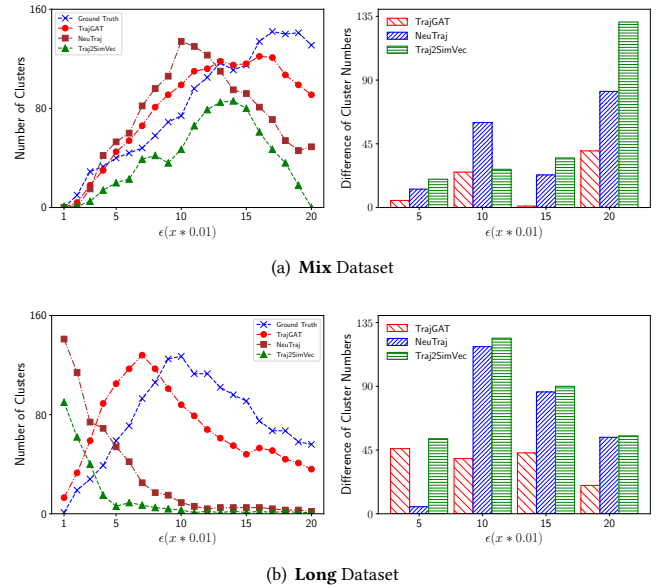 160
80
0
Number of Clusters
Ground Truth
TrajGAT
NeuTraj
Traj2SimVec
1 5 10 15 20
ϵ(x * 0.01)
135
90
45
0
Difference of Cluster Numbers
TrajGAT
NeuTraj
Traj2SimVec
5 10 15 20
ϵ(x * 0.01)
(a) Mix Dataset
160
80
0
Number of Clusters
Ground Truth
TrajGAT
NeuTraj
Traj2SimVec
1 5 10 15 20
ϵ(x * 0.01)
135
90
45
0
Difference of Cluster Numbers
TrajGAT
NeuTraj
Traj2SimVec
5 10 15 20
ϵ(x * 0.01)
(b) Long Dataset